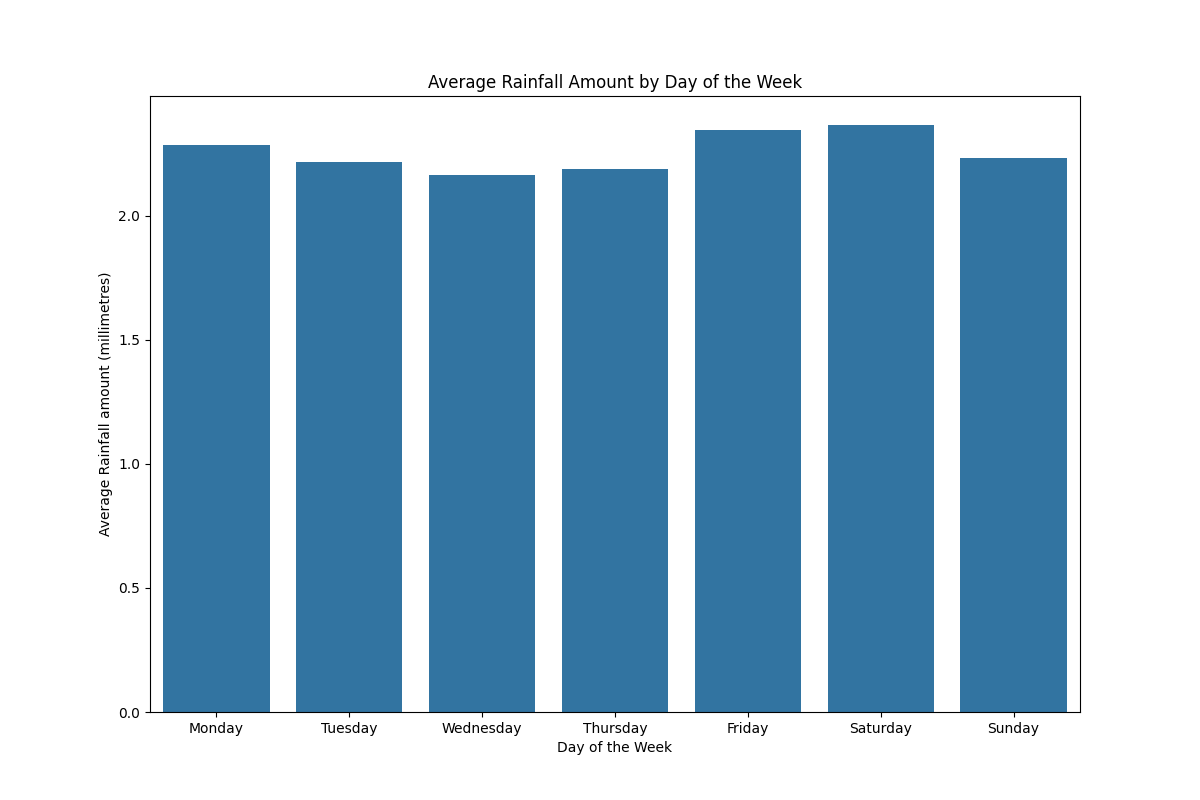 Average Rainfall Amount by Day of the Week
Average Rainfall amount (millimetres)
2.0
1.5
1.0
0.5
0.0
Monday Tuesday Wednesday Thursday Friday Saturday Sunday
Day of the Week